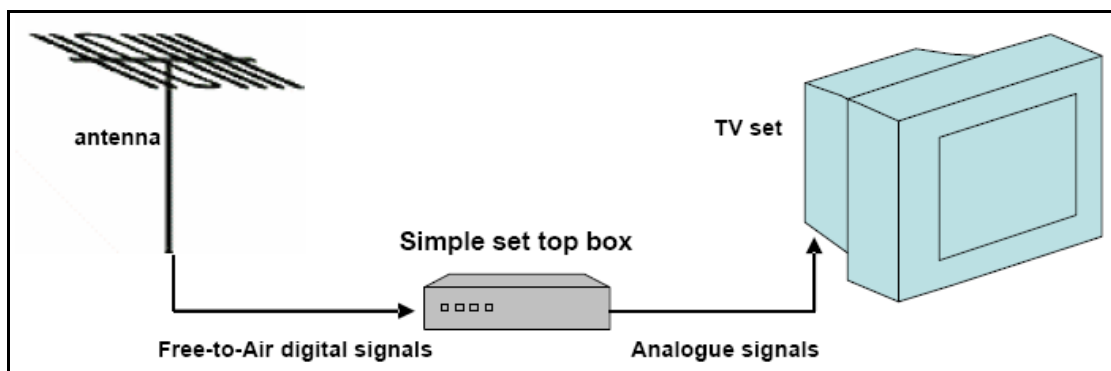 antenna
TV set
Simple set top box
Free-to-Air digital signals
Analogue signals